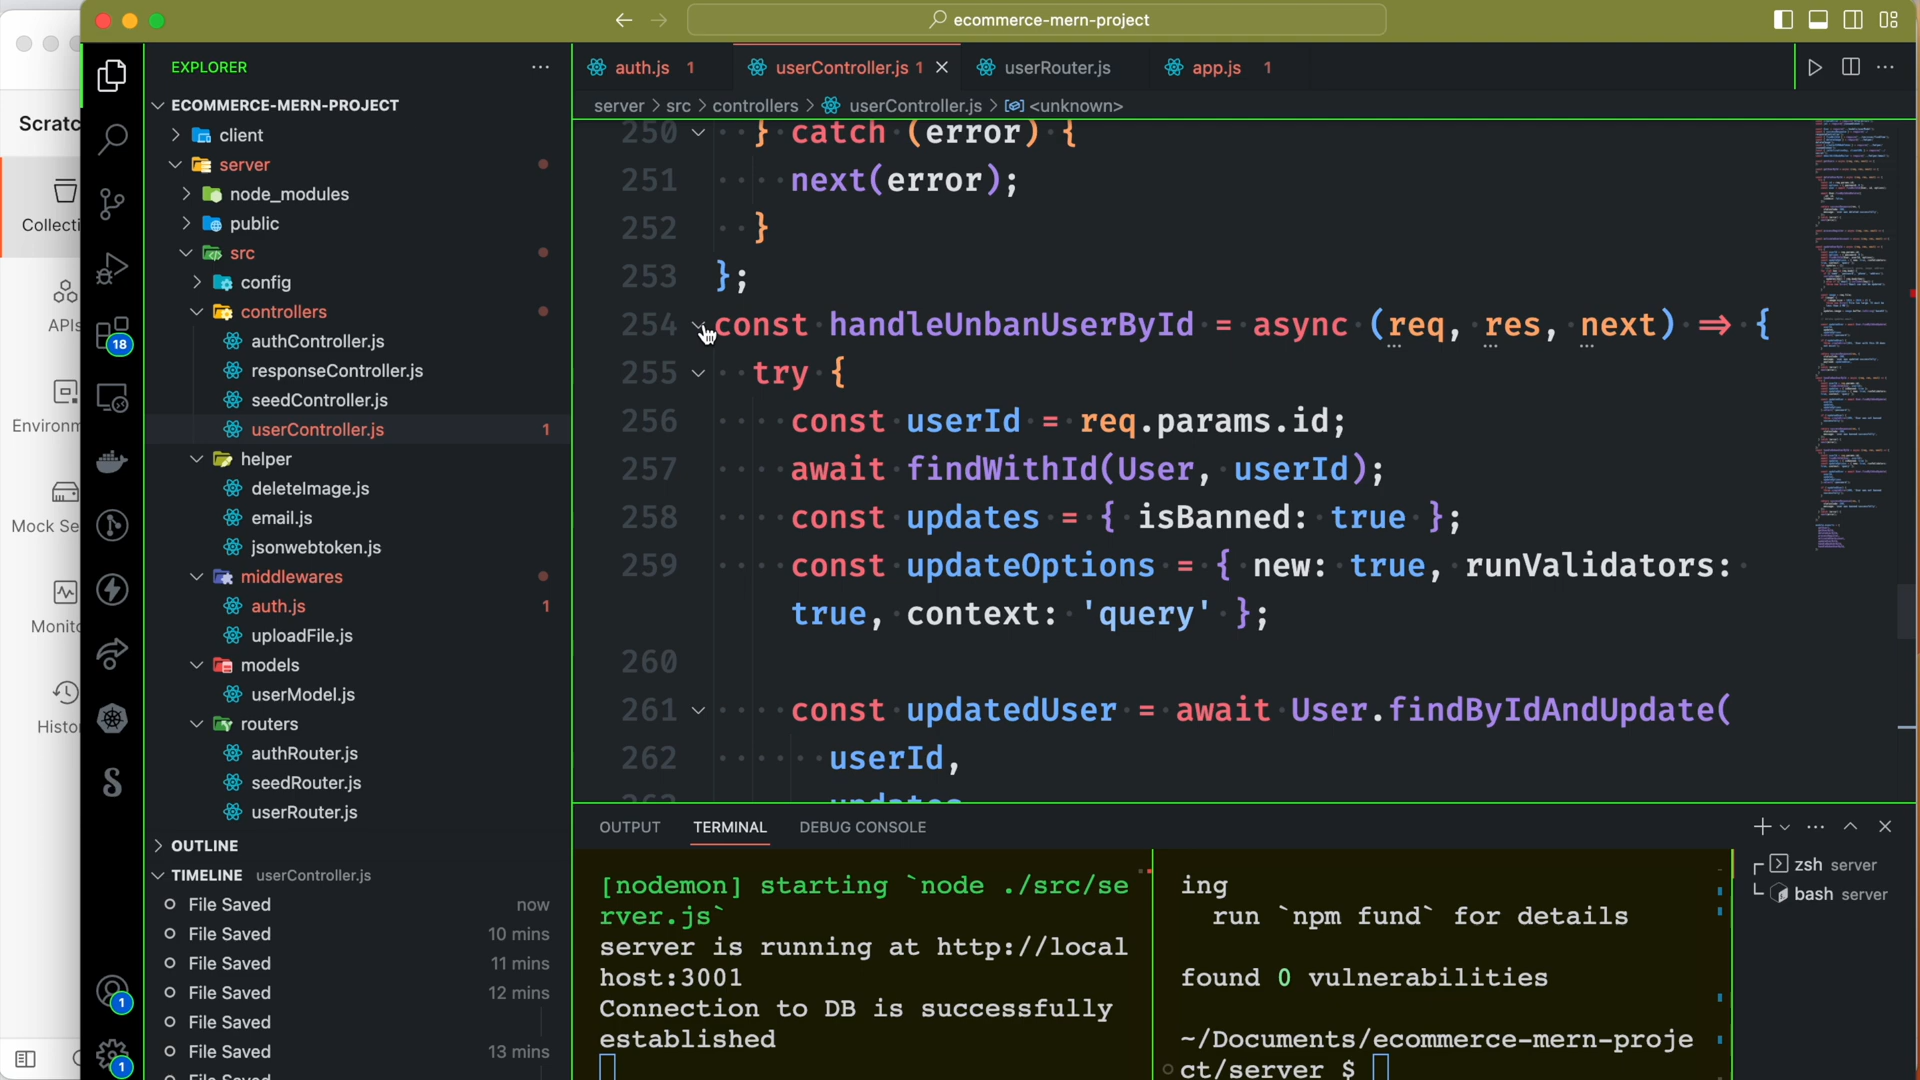 ecommerce-mern-project
Scratc
Collecti
APIs
Environm
Mock Se
Monito
Histor
18
1
1
EXPLORER
ECOMMERCE-MERN-PROJECT
client
server
node_modules
public
src
config
controllers
authController.js
responseController.js
seedController.js
userController.js 1
helper
deleteImage.js
email.js
jsonwebtoken.js
middlewares
auth.js 1
uploadFile.js
models
userModel.js
routers
authRouter.js
seedRouter.js
userRouter.js
OUTLINE
TIMELINE userController.js
File Saved now
File Saved 10 mins
File Saved 11 mins
File Saved 12 mins
File Saved
File Saved 13 mins
auth.js 1 userController.js 1 userRouter.js app.js 1
server > src > controllers > userController.js > <unknown>
250 } catch (error) {
251 next(error);
252 }
253 };
254 const handleUnbanUserById = async (req, res, next) => {
255 try {
256 const userId = req.params.id;
257 await findWithId(User, userId);
258 const updates = { isBanned: true };
259 const updateOptions = { new: true, runValidators:
true, context: 'query' };
260
261 const updatedUser = await User.findByIdAndUpdate(
262 userId,
263 updates
OUTPUT TERMINAL DEBUG CONSOLE
[nodemon] starting `node ./src/se
rver.js`
server is running at http://local
host:3001
Connection to DB is successfully
established
ing
run `npm fund` for details
found 0 vulnerabilities
~/Documents/ecommerce-mern-proje
ct/server $
zsh server
bash server